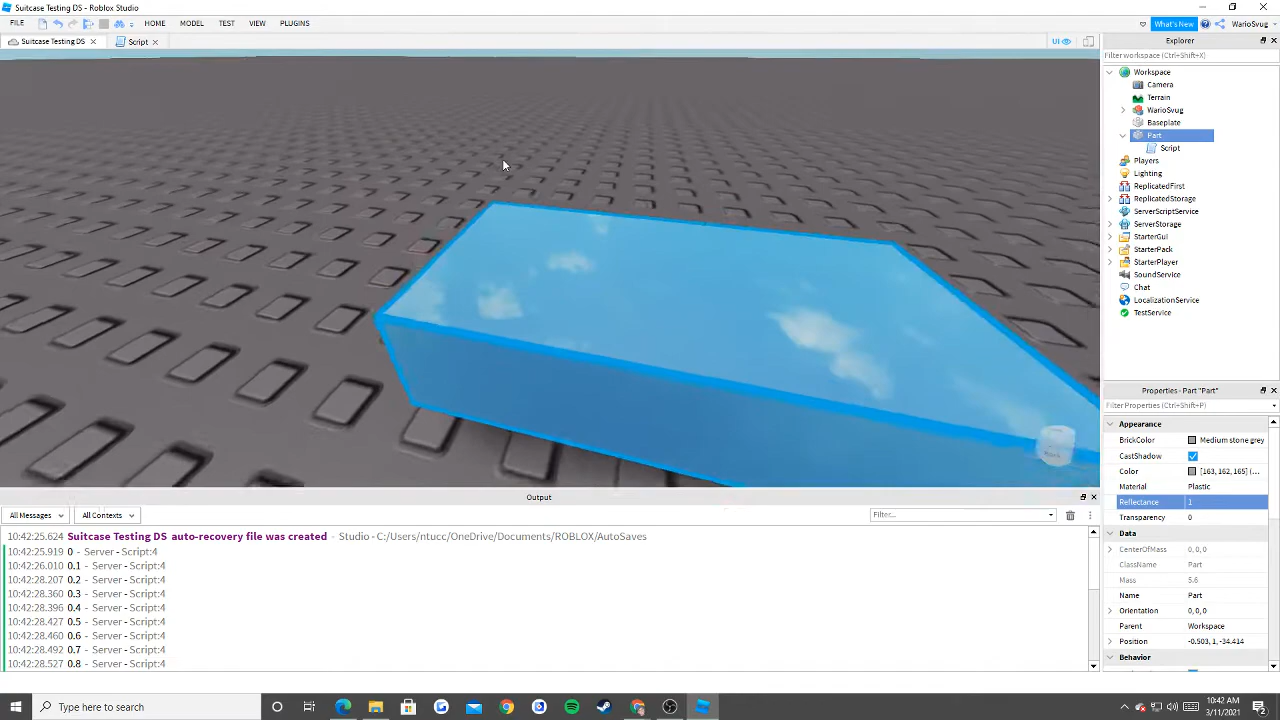 Suitcase Testing DS - Roblox Studio
FILE HOME MODEL TEST VIEW PLUGINS What's New WarioSvug
Suitcase Testing DS Script UI
Explorer
Filter workspace (Ctrl+Shift+X)
Workspace
Camera
Terrain
WarioSvug
Baseplate
Part
Script
Players
Lighting
ReplicatedFirst
ReplicatedStorage
ServerScriptService
ServerStorage
StarterGui
StarterPack
StarterPlayer
SoundService
Chat
LocalizationService
TestService
Properties - Part "Part"
Filter Properties (Ctrl+Shift+P)
Appearance
BrickColor Medium stone grey
CastShadow
Color [163, 162, 165] (...
Material Plastic
Reflectance 1
Transparency 0
Data
CenterOfMass 0, 0, 0
ClassName Part
Mass 5.6
Name Part
Orientation 0, 0, 0
Parent Workspace
Position -0.503, 1, -34.414
Behavior
Output
All Messages All Contexts Filter...
10:42:25.624 Suitcase Testing DS auto-recovery file was created - Studio - C:/Users/ntucc/OneDrive/Documents/ROBLOX/AutoSaves
10:42:25.919 0 - Server - Script:4
10:42:26.010 0.1 - Server - Script:4
10:42:28.207 0.2 - Server - Script:4
10:42:28.360 0.3 - Server - Script:4
10:42:28.396 0.4 - Server - Script:4
10:42:28.427 0.5 - Server - Script:4
10:42:28.460 0.6 - Server - Script:4
10:42:28.492 0.7 - Server - Script:4
10:42:28.527 0.8 - Server - Script:4
Type here to search
10:42 AM
3/11/2021